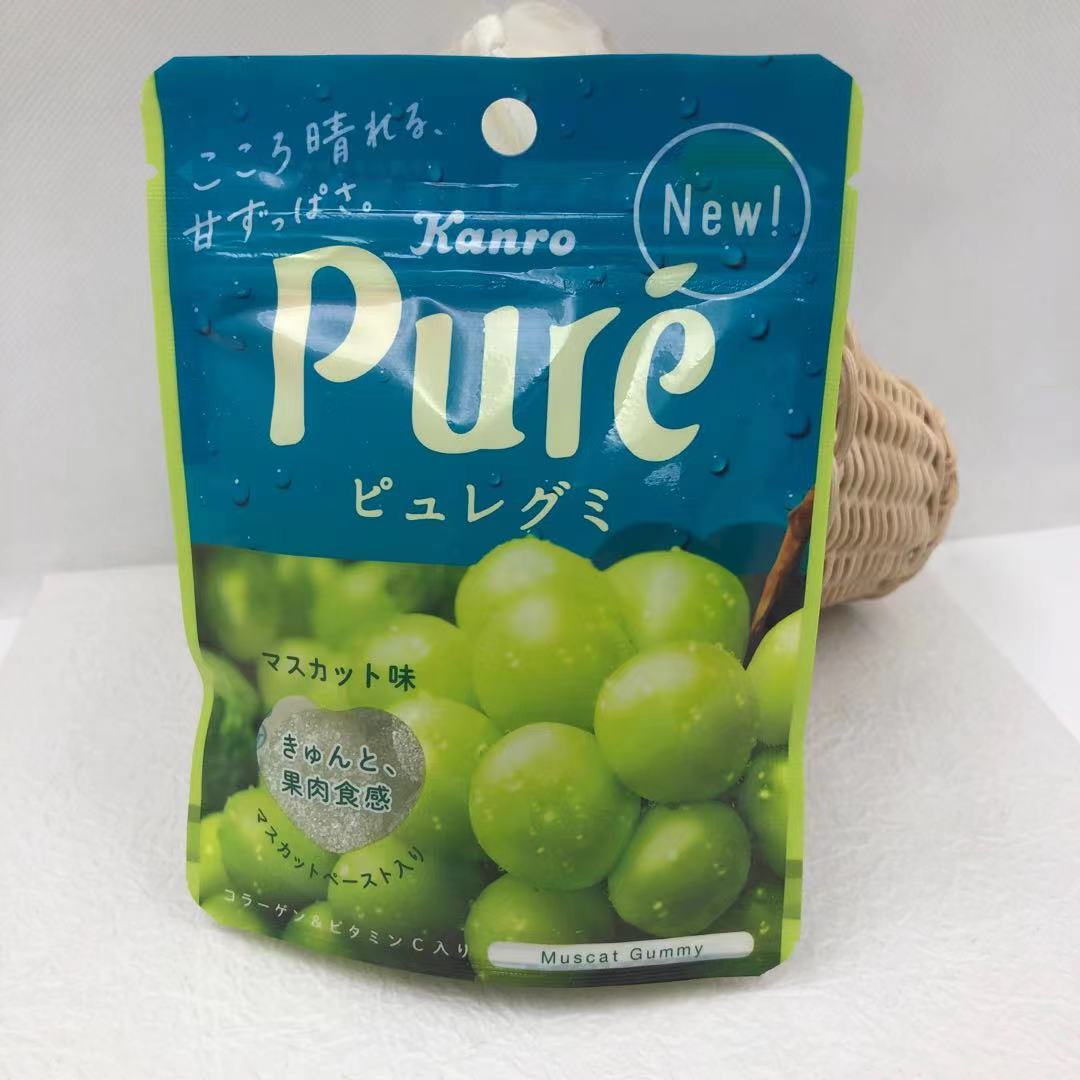 こころ晴れる、
甘ずっぱさ。
New!
Kanro
Puré
ピュレグミ
マスカット味
きゅんと、
果肉食感
マスカットペースト入り
コラーゲン&ビタミンC入り
Muscat Gummy